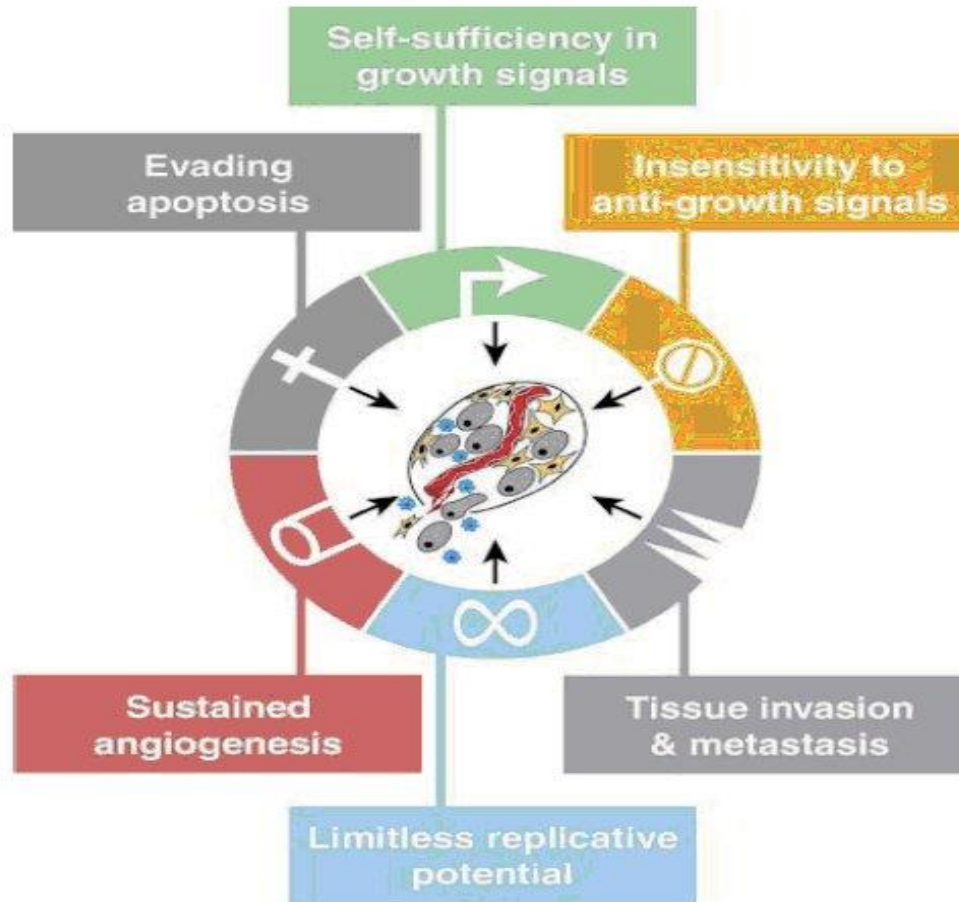 Self-sufficiency in
growth signals
Evading
apoptosis
Insensitivity to
anti-growth signals
Sustained
angiogenesis
Tissue invasion
& metastasis
Limitless replicative
potential